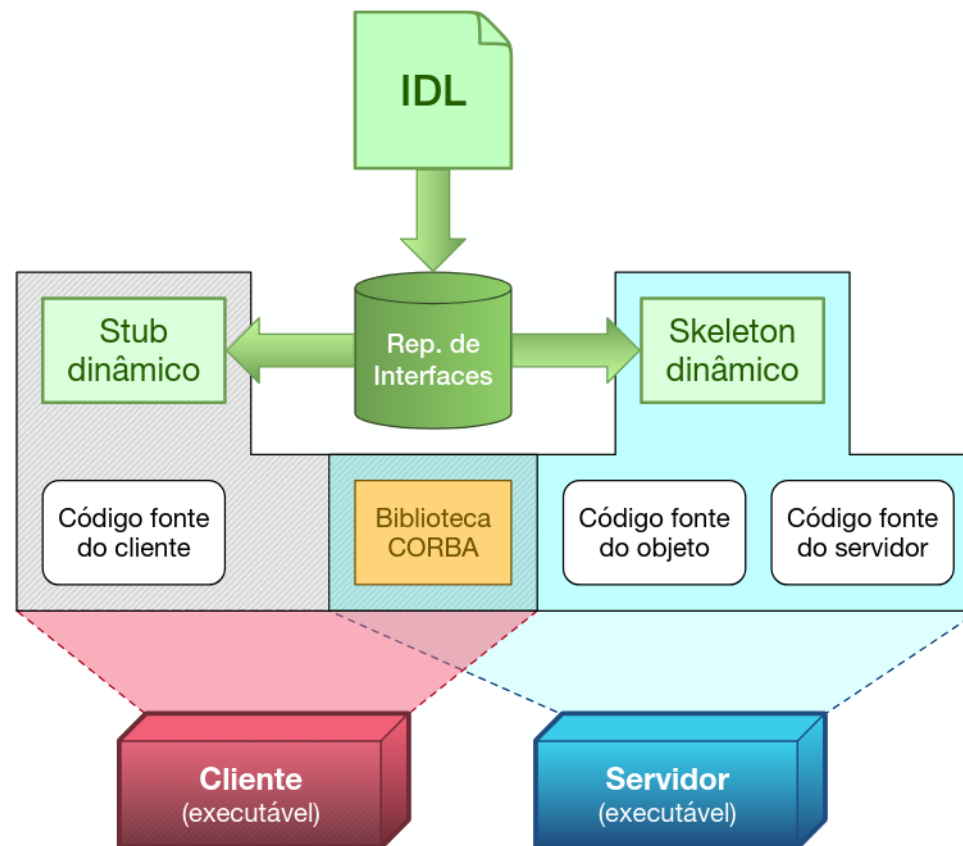 IDL
Stub
dinâmico
Rep. de
Interfaces
Skeleton
dinâmico
Código fonte
do cliente
Biblioteca
CORBA
Código fonte
do objeto
Código fonte
do servidor
Cliente
(executável)
Servidor
(executável)